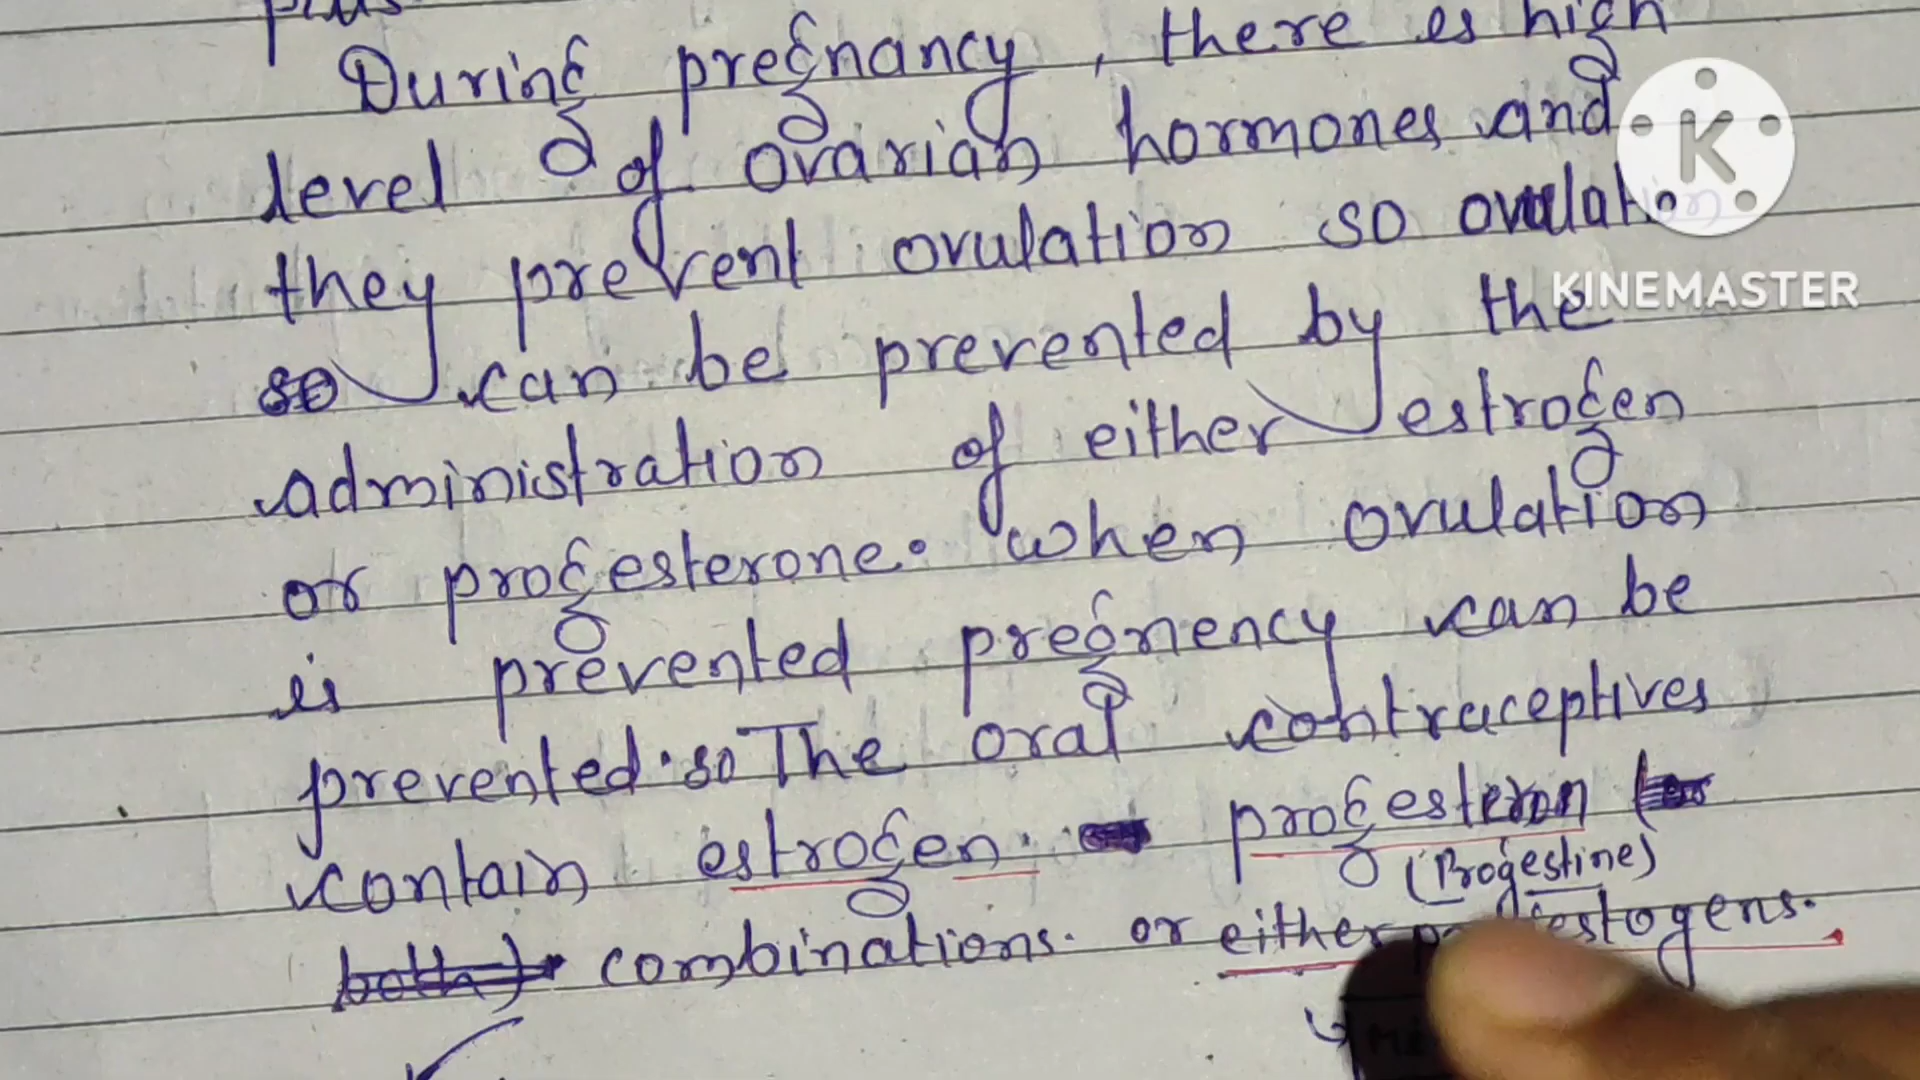 During pregnancy, there is high
level of ovarian hormones and
they prevent ovulation so ovulation
so can be prevented by the
KINEMASTER
administration of either estrogen
or progesterone. when ovulation
is prevented pregnency can be
prevented. so The oral contraceptives
contain estrogen. progesteron
(Progestine)
both) combinations. or either